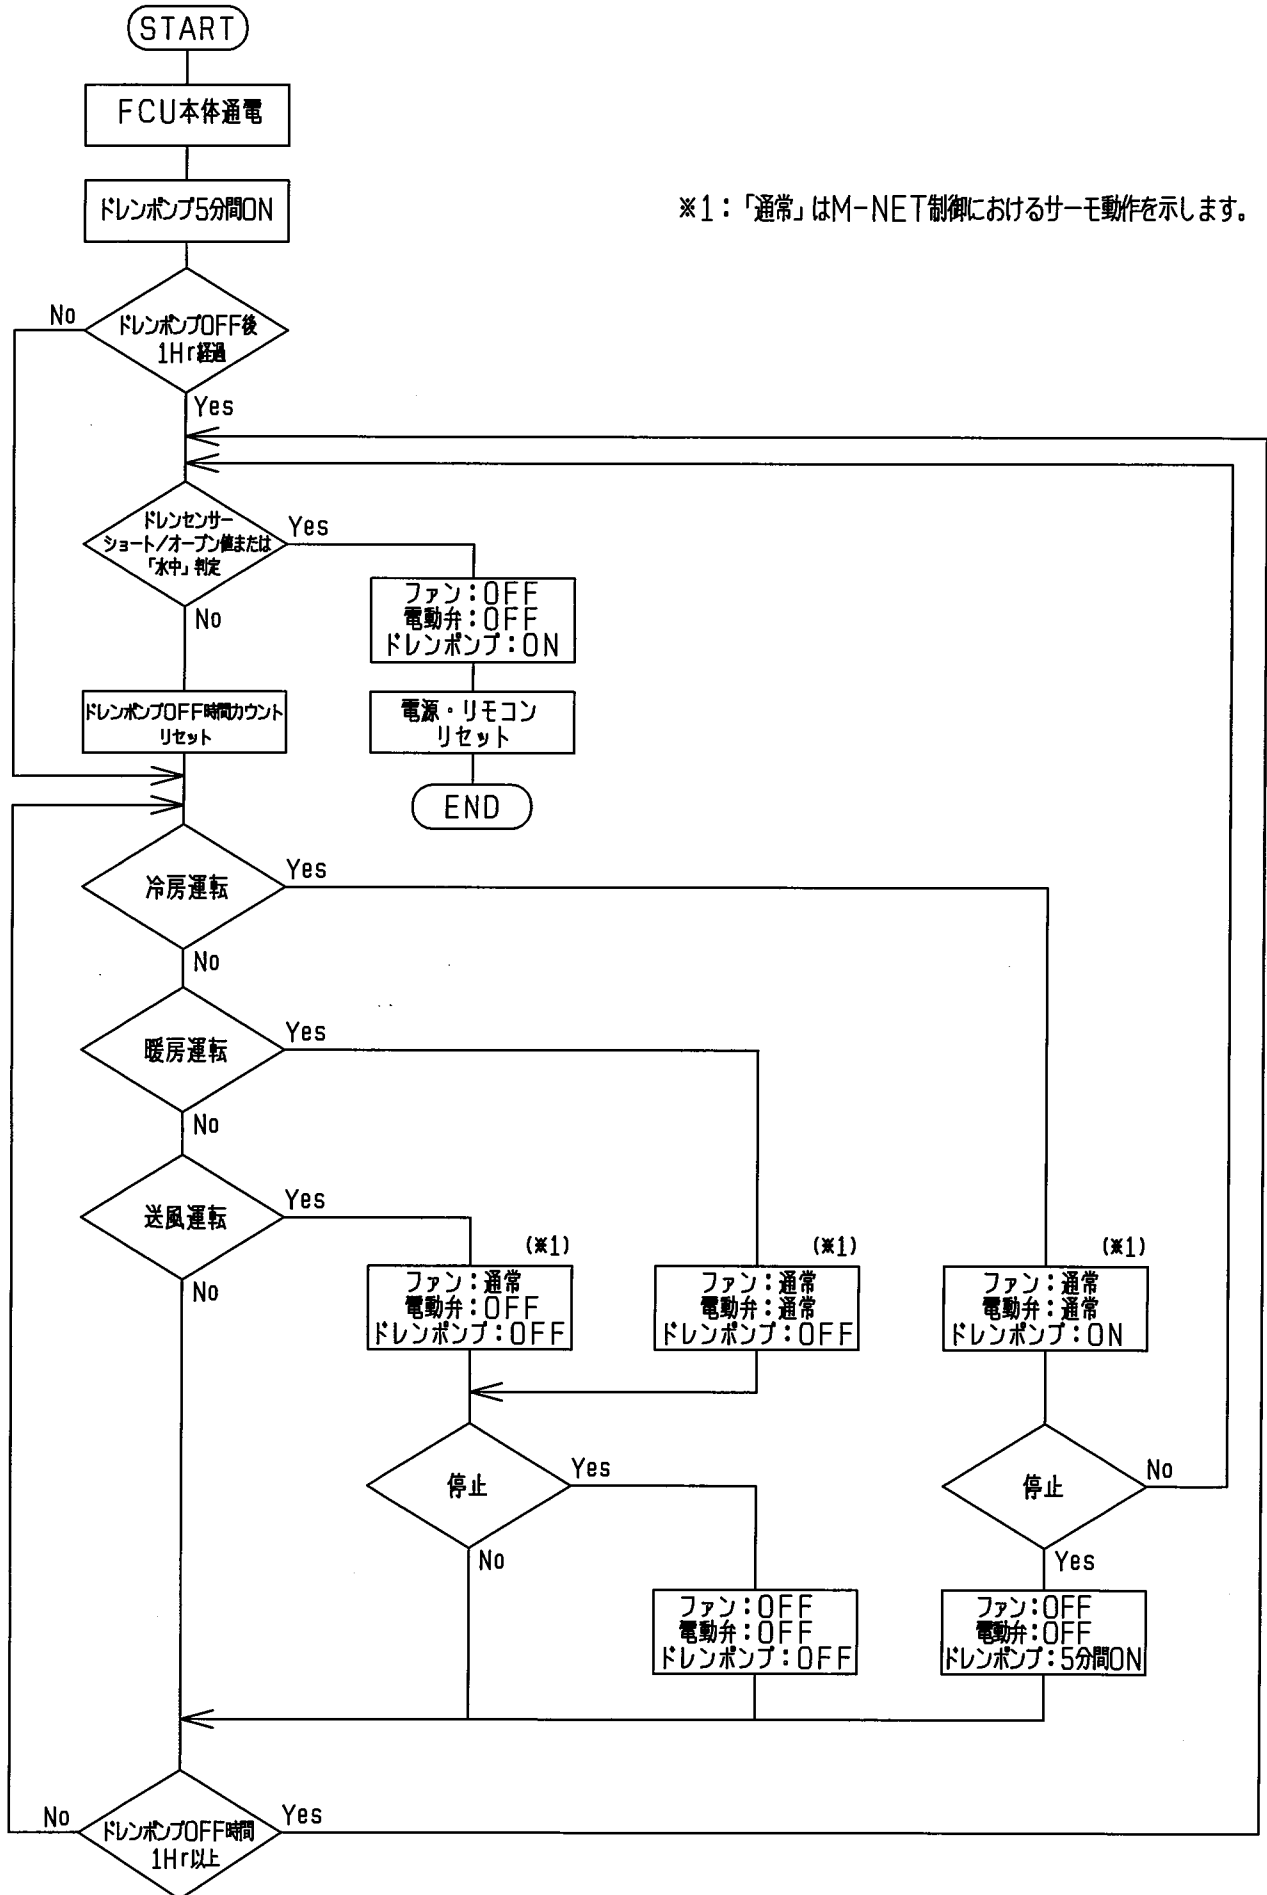 START
FCU本体通電
ドレンポンプ5分間ON
※1:「通常」はM-NET制御におけるサーモ動作を示します。
No
ドレンポンプOFF後
1Hr経過
Yes
ドレンセンサー
ショート/オープン値または
「水中」判定
Yes
ファン:OFF
電動弁:OFF
ドレンポンプ:ON
No
ドレンポンプOFF時間カウント
リセット
電源・リモコン
リセット
END
冷房運転
Yes
No
暖房運転
Yes
No
送風運転
Yes
No
(※1)
ファン:通常
電動弁:OFF
ドレンポンプ:OFF
(※1)
ファン:通常
電動弁:通常
ドレンポンプ:OFF
(※1)
ファン:通常
電動弁:通常
ドレンポンプ:ON
停止
Yes
No
停止
No
Yes
ファン:OFF
電動弁:OFF
ドレンポンプ:OFF
ファン:OFF
電動弁:OFF
ドレンポンプ:5分間ON
No
ドレンポンプOFF時間
1Hr以上
Yes